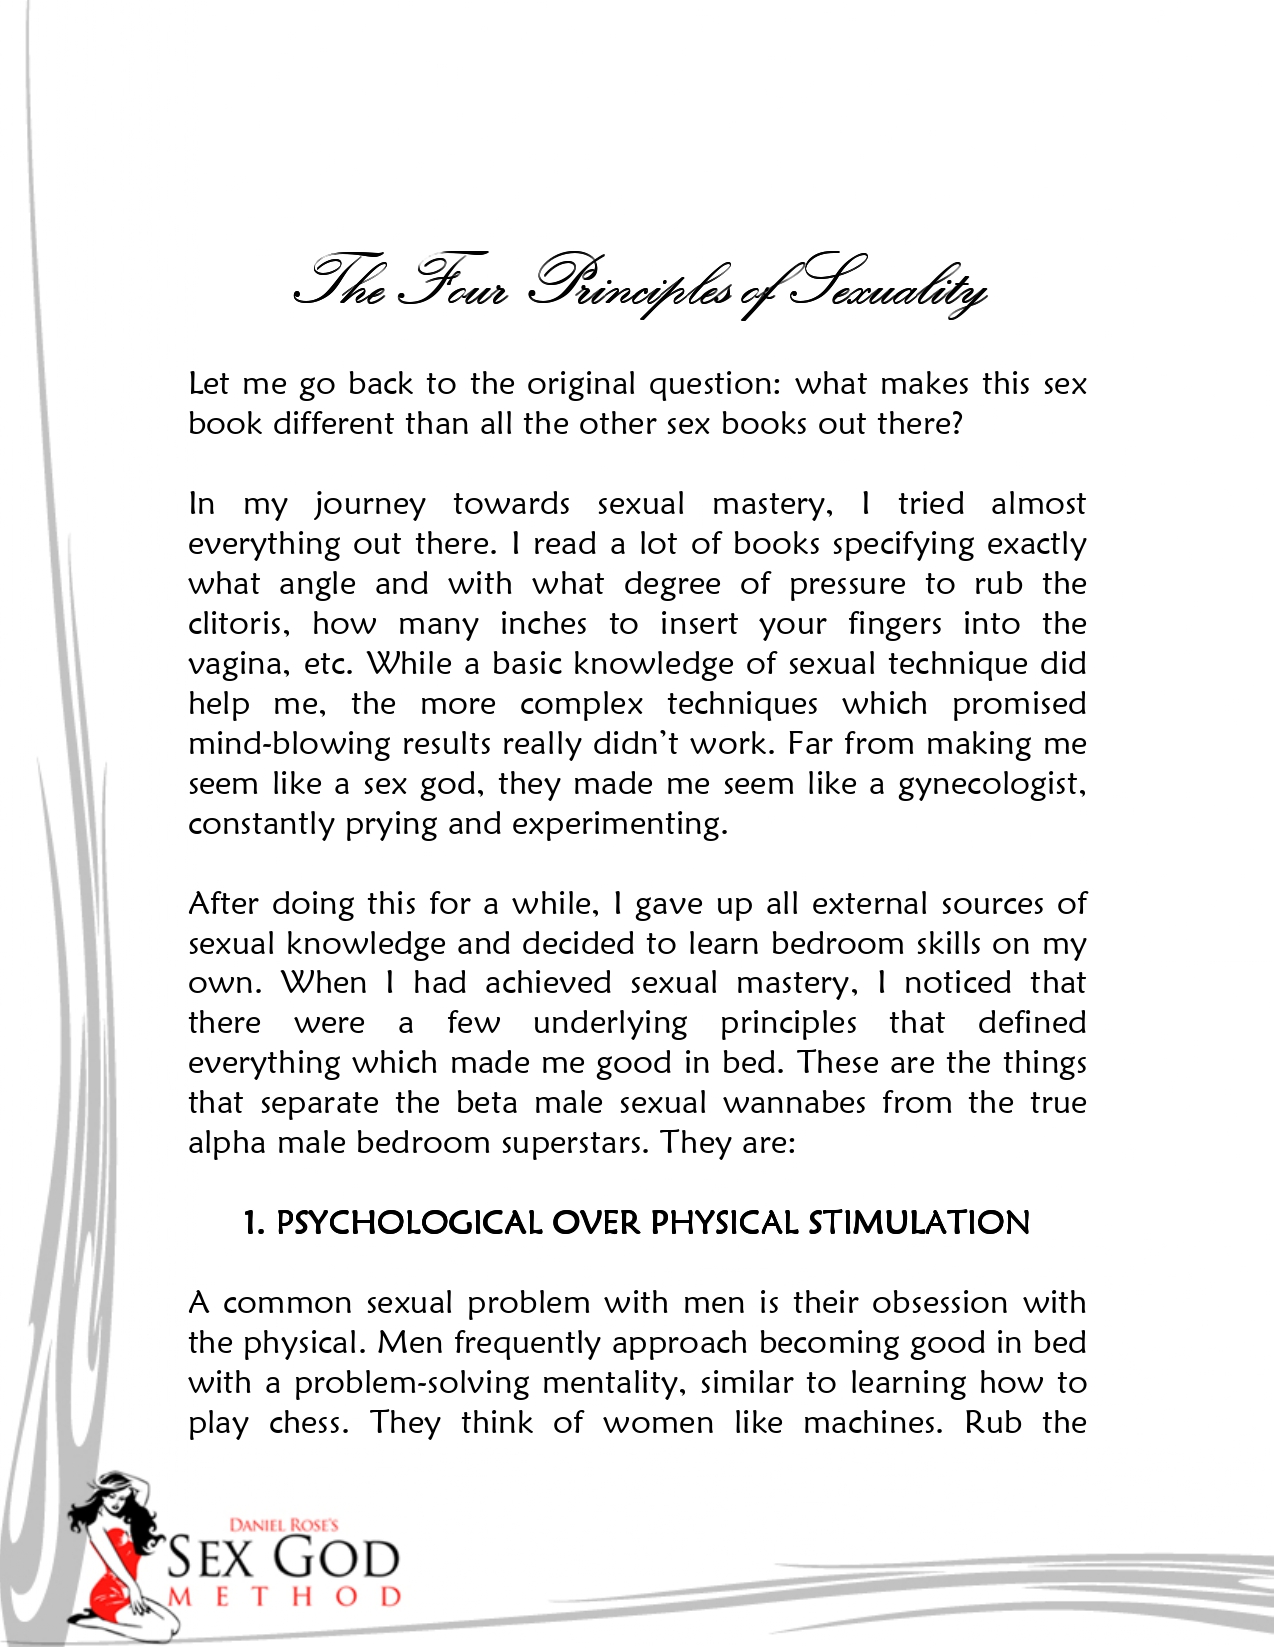 The Four Principles of Sexuality
Let me go back to the original question: what makes this sex
book different than all the other sex books out there?
In my journey towards sexual mastery, I tried almost
everything out there. I read a lot of books specifying exactly
what angle and with what degree of pressure to rub the
clitoris, how many inches to insert your fingers into the
vagina, etc. While a basic knowledge of sexual technique did
help me, the more complex techniques which promised
mind-blowing results really didn’t work. Far from making me
seem like a sex god, they made me seem like a gynecologist,
constantly prying and experimenting.
After doing this for a while, I gave up all external sources of
sexual knowledge and decided to learn bedroom skills on my
own. When I had achieved sexual mastery, I noticed that
there were a few underlying principles that defined
everything which made me good in bed. These are the things
that separate the beta male sexual wannabes from the true
alpha male bedroom superstars. They are:
1. PSYCHOLOGICAL OVER PHYSICAL STIMULATION
A common sexual problem with men is their obsession with
the physical. Men frequently approach becoming good in bed
with a problem-solving mentality, similar to learning how to
play chess. They think of women like machines. Rub the
DANIEL ROSE'S
SEX GOD
METHOD